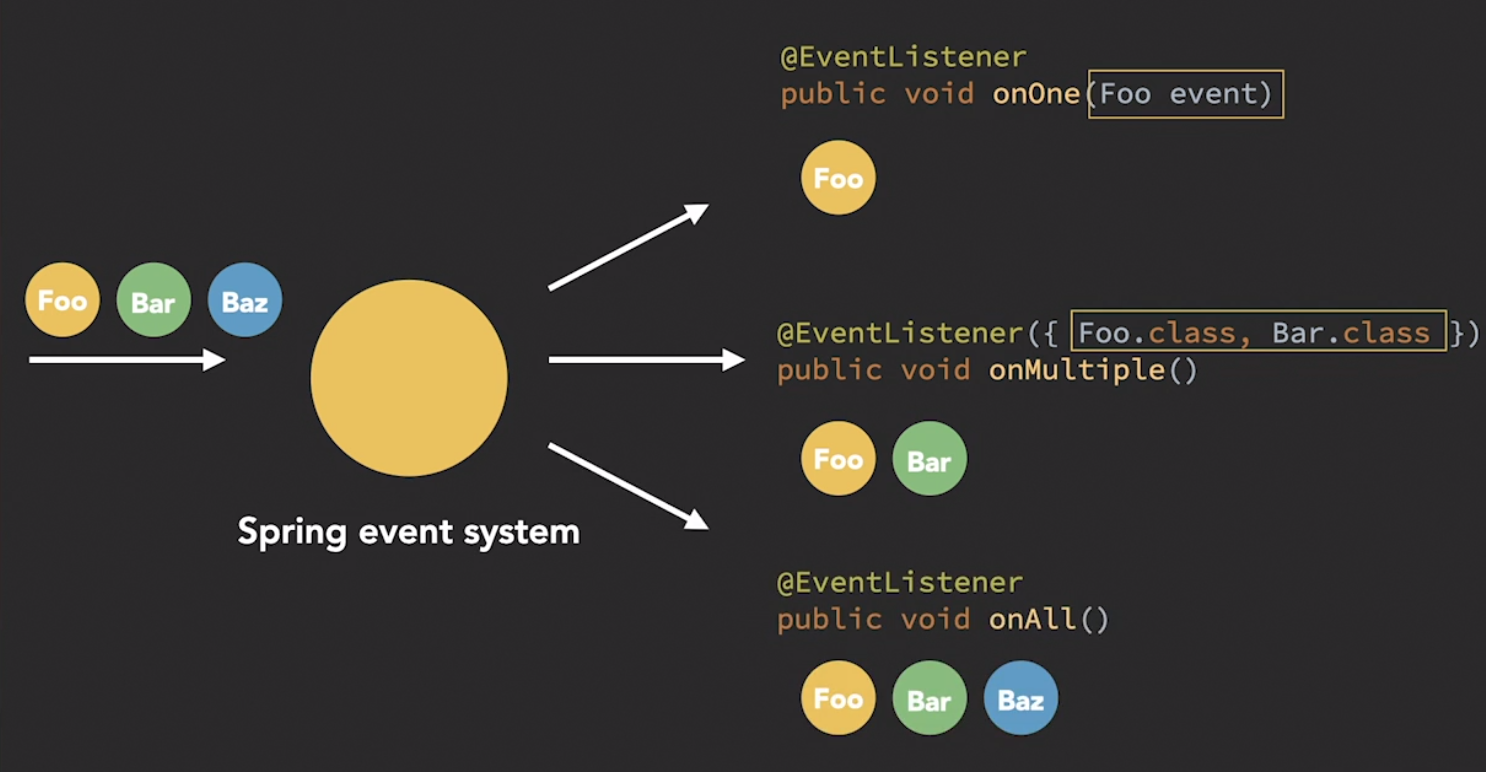 @EventListener
public void onOne(Foo event)
Foo
Foo Bar Baz
@EventListener({ Foo.class, Bar.class })
public void onMultiple()
Foo Bar
Spring event system
@EventListener
public void onAll()
Foo Bar Baz